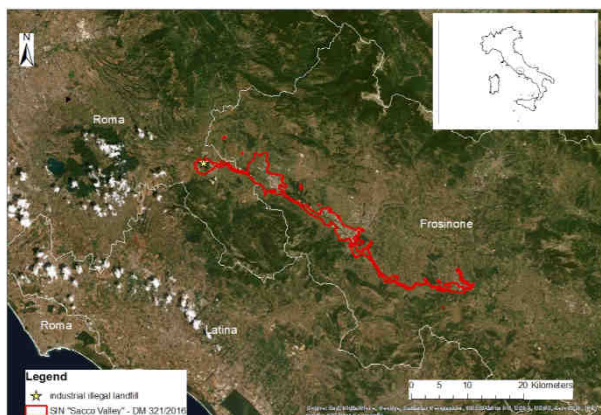 N
Roma
Frosinone
Roma
Latina
Legend
industrial illegal landfill
SIN "Sacco Valley" - DM 321/2016
0 5 10 20 Kilometers